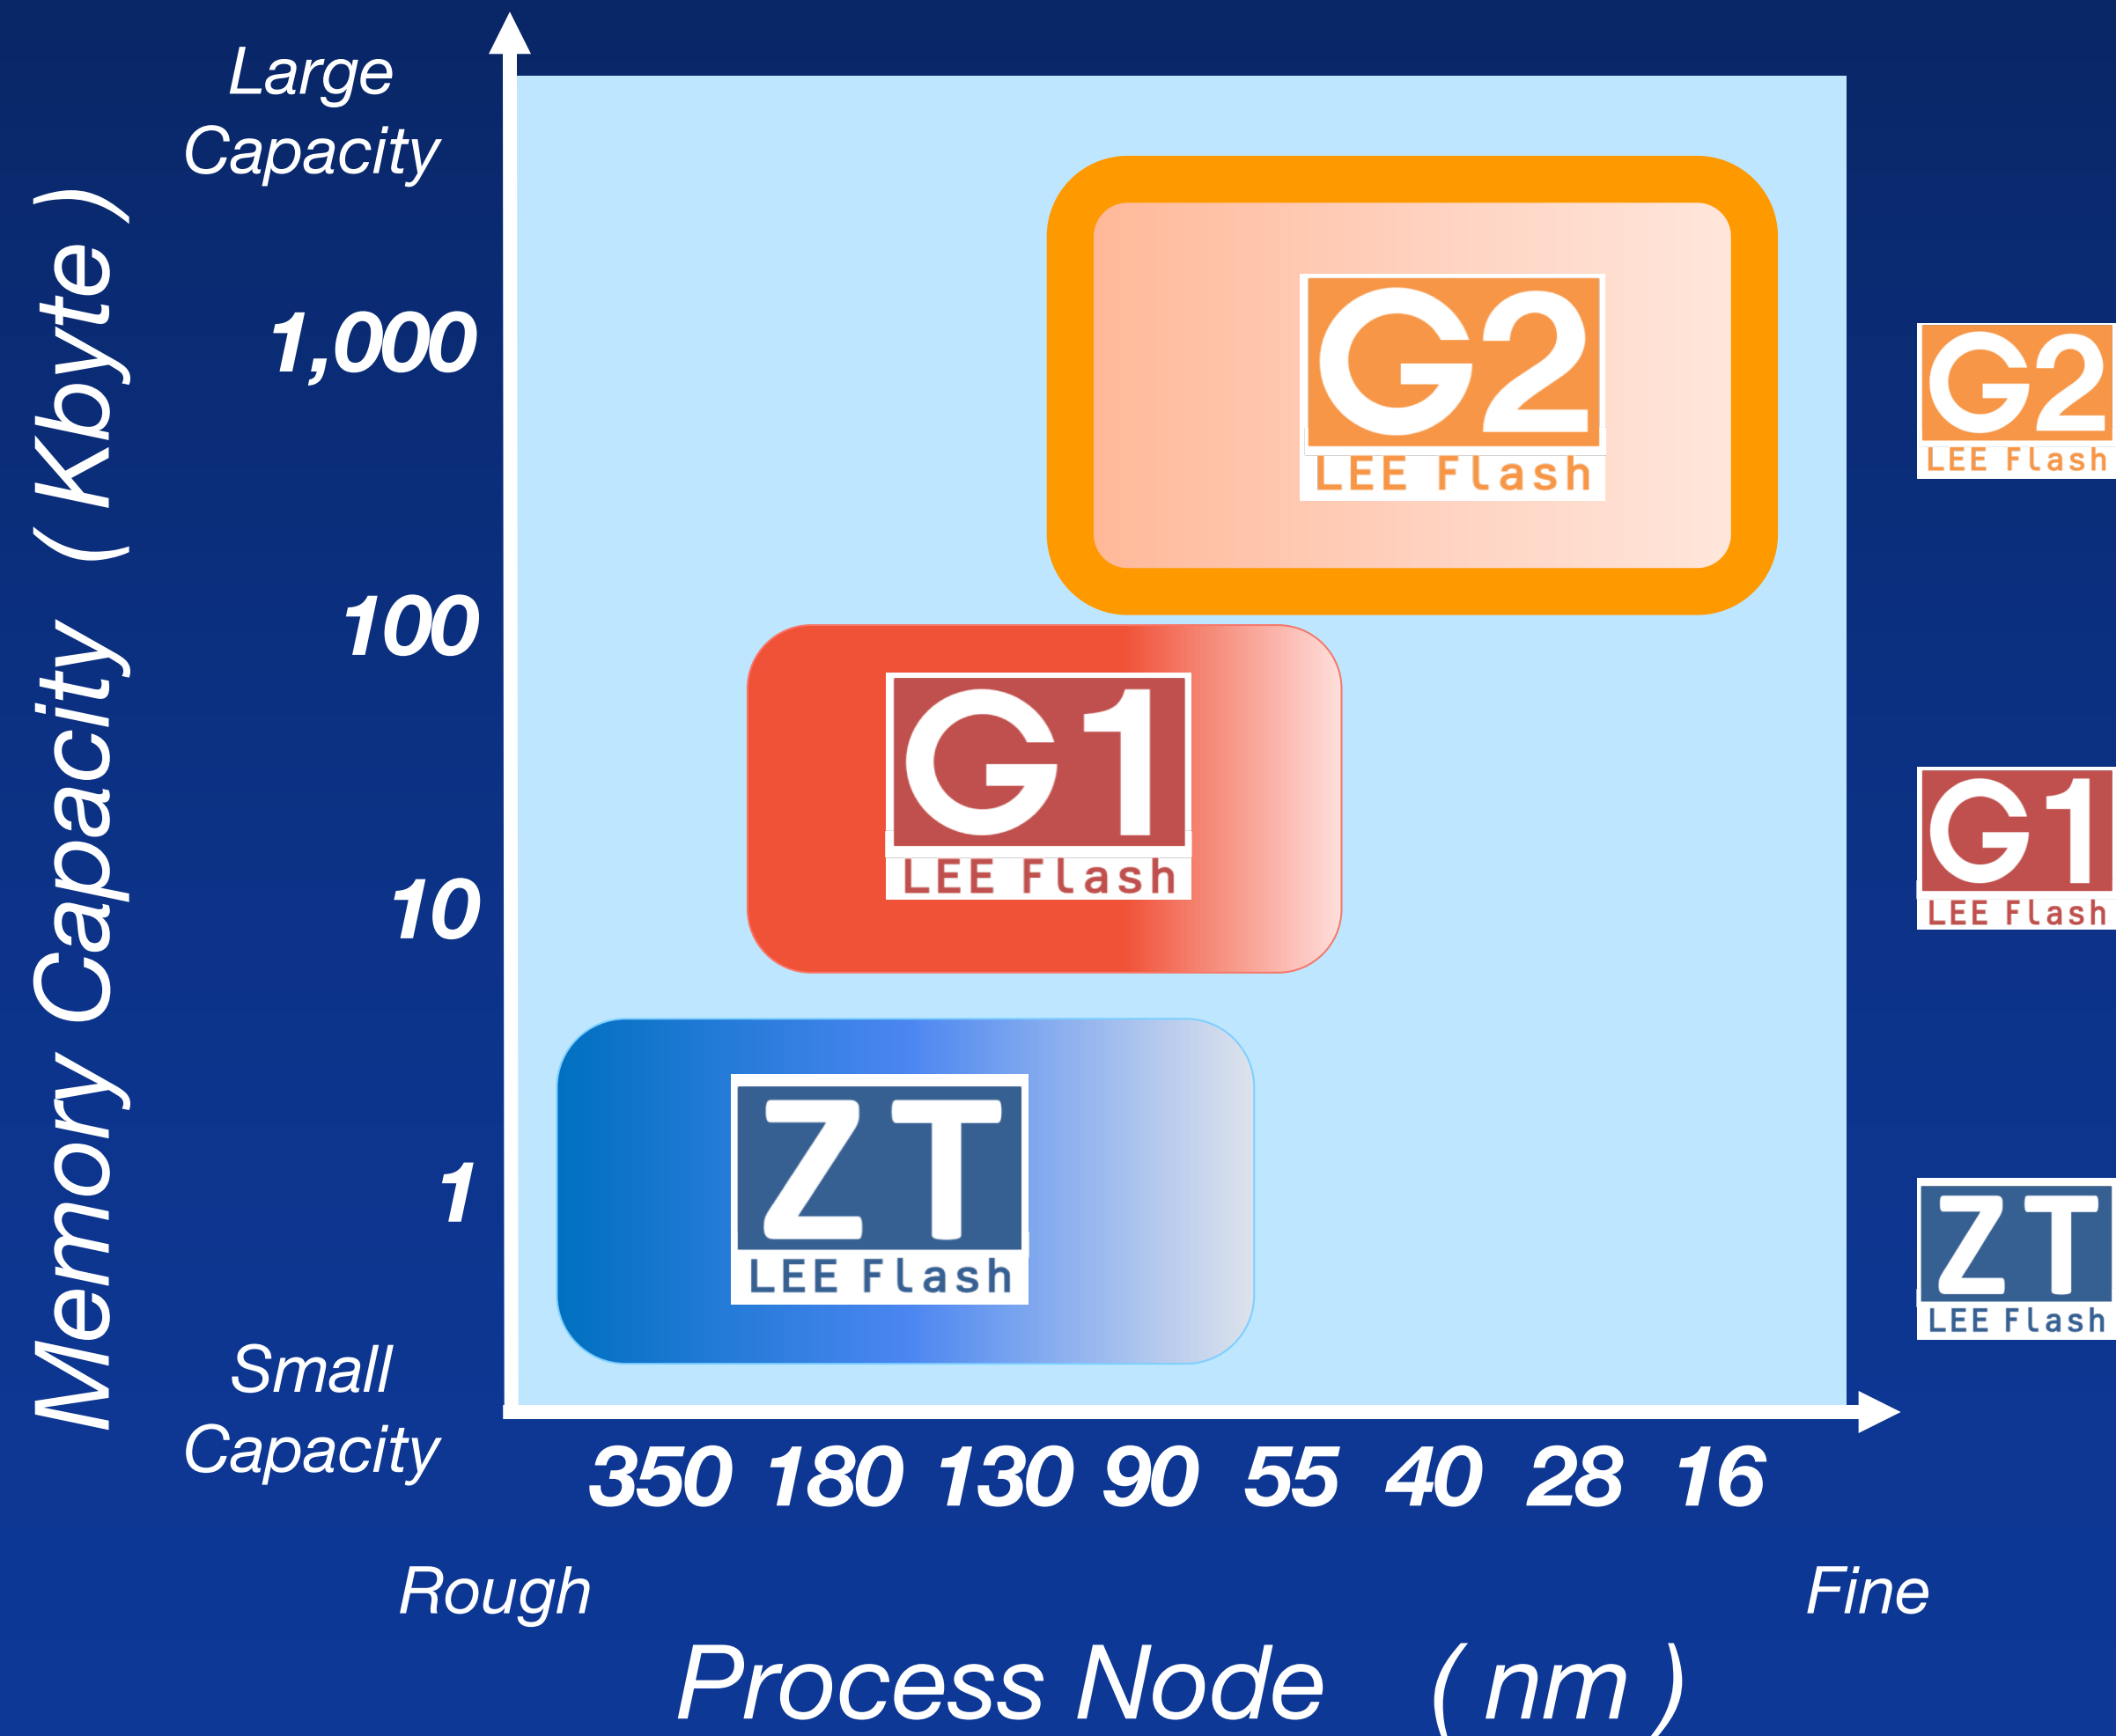 Large
Capacity
Memory Capacity ( Kbyte )
1,000
100
10
1
Small
Capacity
G2
LEE Flash
G1
LEE Flash
ZT
LEE Flash
G2
LEE Flash
G1
LEE Flash
ZT
LEE Flash
350 180 130 90 55 40 28 16
Rough
Fine
Process Node ( nm )